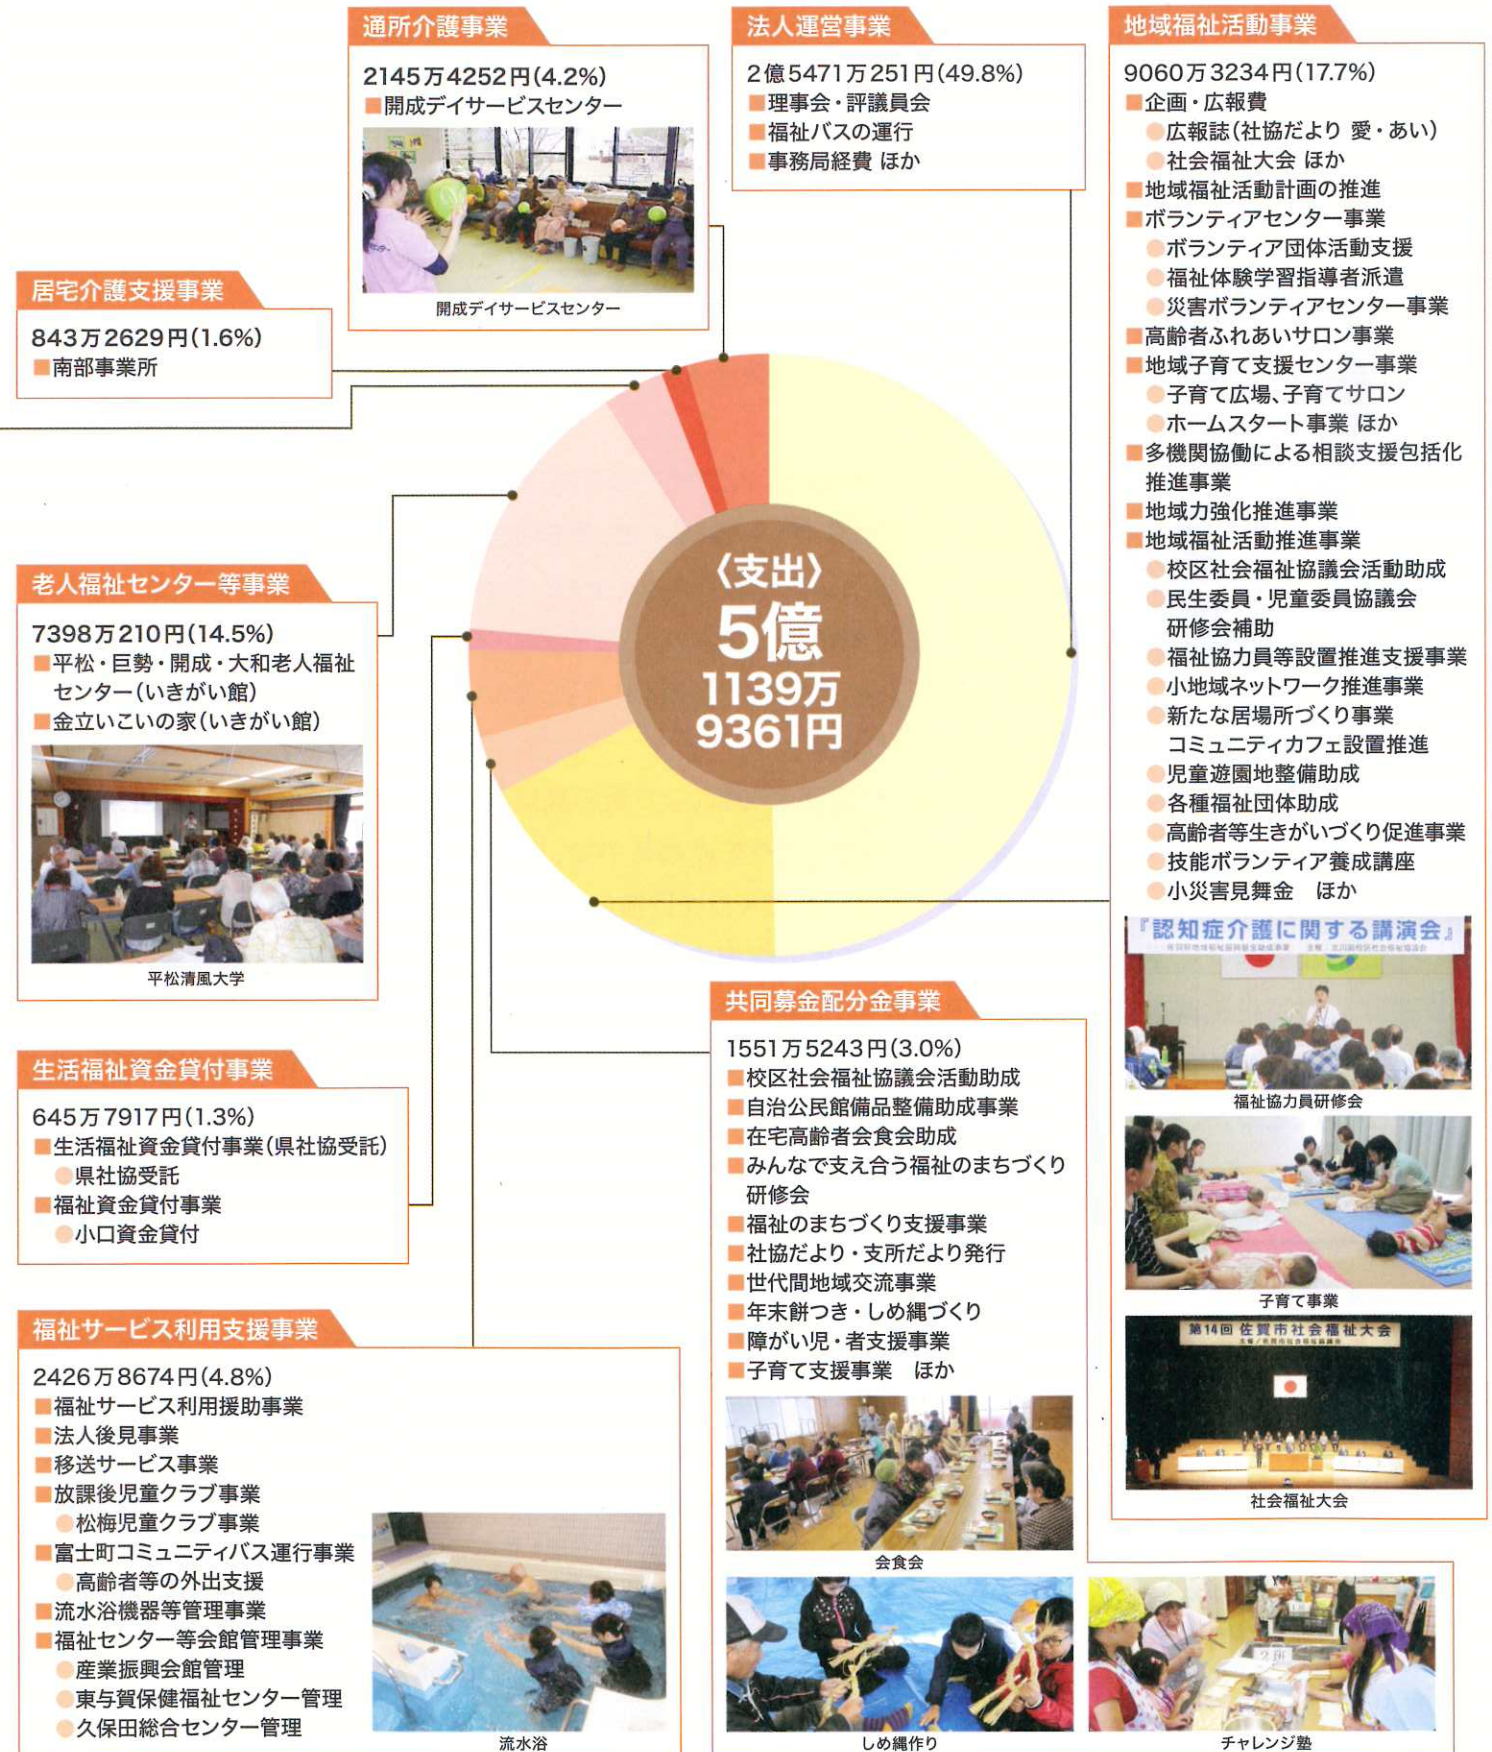 通所介護事業
2145万4252円(4.2%)
■開成デイサービスセンター
開成デイサービスセンター
法人運営事業
2億5471万251円(49.8%)
■理事会・評議員会
■福祉バスの運行
■事務局経費 ほか
地域福祉活動事業
9060万3234円(17.7%)
■企画・広報費
●広報誌(社協だより 愛・あい)
●社会福祉大会 ほか
■地域福祉活動計画の推進
■ボランティアセンター事業
●ボランティア団体活動支援
●福祉体験学習指導者派遣
●災害ボランティアセンター事業
■高齢者ふれあいサロン事業
■地域子育て支援センター事業
●子育て広場、子育てサロン
●ホームスタート事業 ほか
■多機関協働による相談支援包括化
推進事業
■地域力強化推進事業
■地域福祉活動推進事業
●校区社会福祉協議会活動助成
●民生委員・児童委員協議会
研修会補助
●福祉協力員等設置推進支援事業
●小地域ネットワーク推進事業
●新たな居場所づくり事業
コミュニティカフェ設置推進
●児童遊園地整備助成
●各種福祉団体助成
●高齢者等生きがいづくり促進事業
●技能ボランティア養成講座
●小災害見舞金 ほか
『認知症介護に関する講演会』
福祉協力員研修会
子育て事業
第14回 佐賀市社会福祉大会
社会福祉大会
居宅介護支援事業
843万2629円(1.6%)
■南部事業所
〈支出〉
5億
1139万
9361円
老人福祉センター等事業
7398万210円(14.5%)
■平松・巨勢・開成・大和老人福祉
センター(いきがい館)
■金立いこいの家(いきがい館)
平松清風大学
生活福祉資金貸付事業
645万7917円(1.3%)
■生活福祉資金貸付事業(県社協受託)
●県社協受託
■福祉資金貸付事業
●小口資金貸付
福祉サービス利用支援事業
2426万8674円(4.8%)
■福祉サービス利用援助事業
■法人後見事業
■移送サービス事業
■放課後児童クラブ事業
●松梅児童クラブ事業
■富士町コミュニティバス運行事業
●高齢者等の外出支援
■流水浴機器等管理事業
■福祉センター等会館管理事業
●産業振興会館管理
●東与賀保健福祉センター管理
●久保田総合センター管理
流水浴
共同募金配分金事業
1551万5243円(3.0%)
■校区社会福祉協議会活動助成
■自治公民館備品整備助成事業
■在宅高齢者会食会助成
■みんなで支え合う福祉のまちづくり
研修会
■福祉のまちづくり支援事業
■社協だより・支所だより発行
■世代間地域交流事業
■年末餅つき・しめ縄づくり
■障がい児・者支援事業
■子育て支援事業 ほか
会食会
しめ縄作り
チャレンジ塾